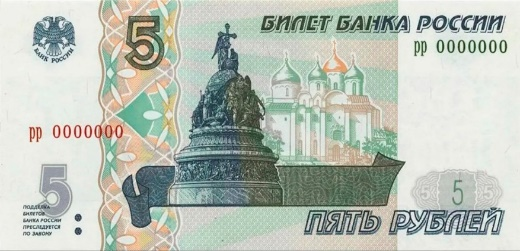 5
БИЛЕТ БАНКА РОССИИ
БАНК РОССИИ
рр 0000000
рр 0000000
5
ПОДДЕЛКА
БИЛЕТОВ
БАНКА РОССИИ
ПРЕСЛЕДУЕТСЯ
ПО ЗАКОНУ
5
5
5
ПЯТЬ РУБЛЕЙ